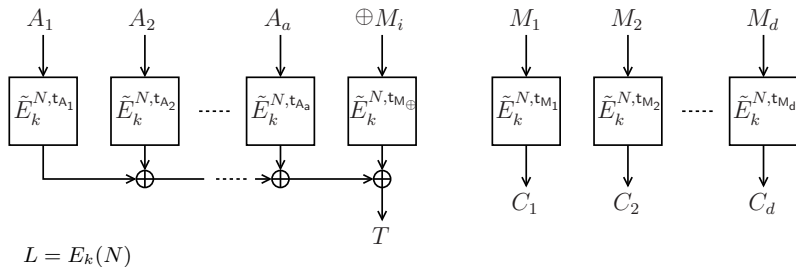 A_1 A_2 A_a ⊕M_i M_1 M_2 M_d
Ẽ_k^{N,t_{A_1}} Ẽ_k^{N,t_{A_2}} ..... Ẽ_k^{N,t_{A_a}} Ẽ_k^{N,t_{M_⊕}} Ẽ_k^{N,t_{M_1}} Ẽ_k^{N,t_{M_2}} ..... Ẽ_k^{N,t_{M_d}}
C_1 C_2 C_d
T
L = E_k(N)